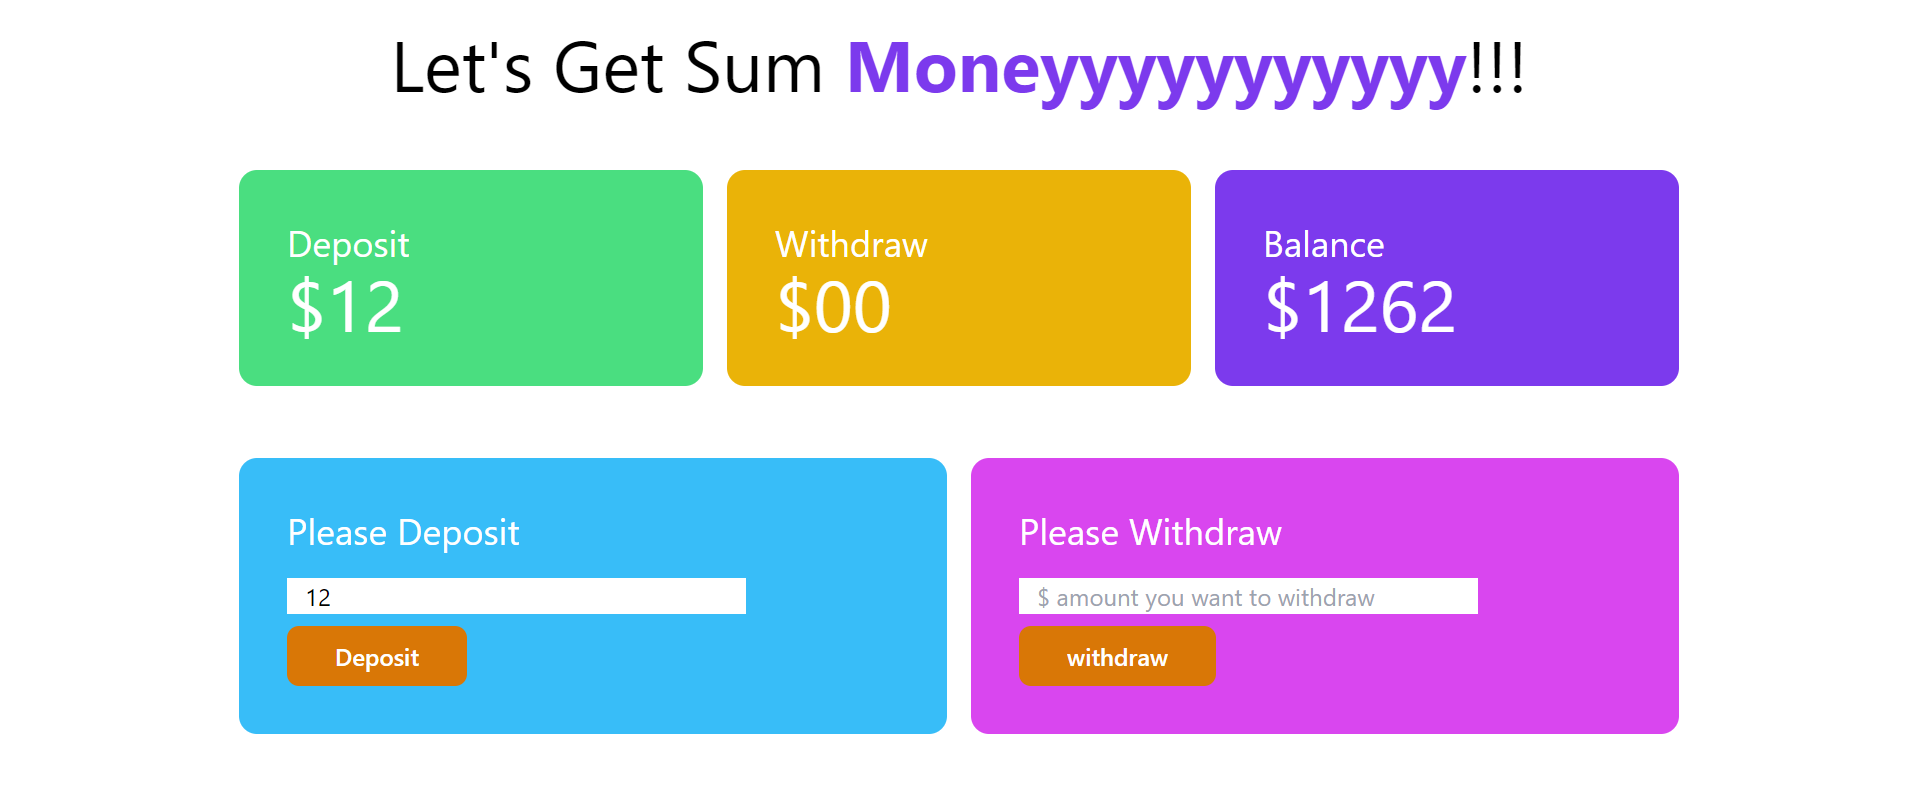 Let's Get Sum Moneyyyyyyyyyyy!!!
Deposit
$12
Withdraw
$00
Balance
$1262
Please Deposit
12
Deposit
Please Withdraw
$ amount you want to withdraw
withdraw